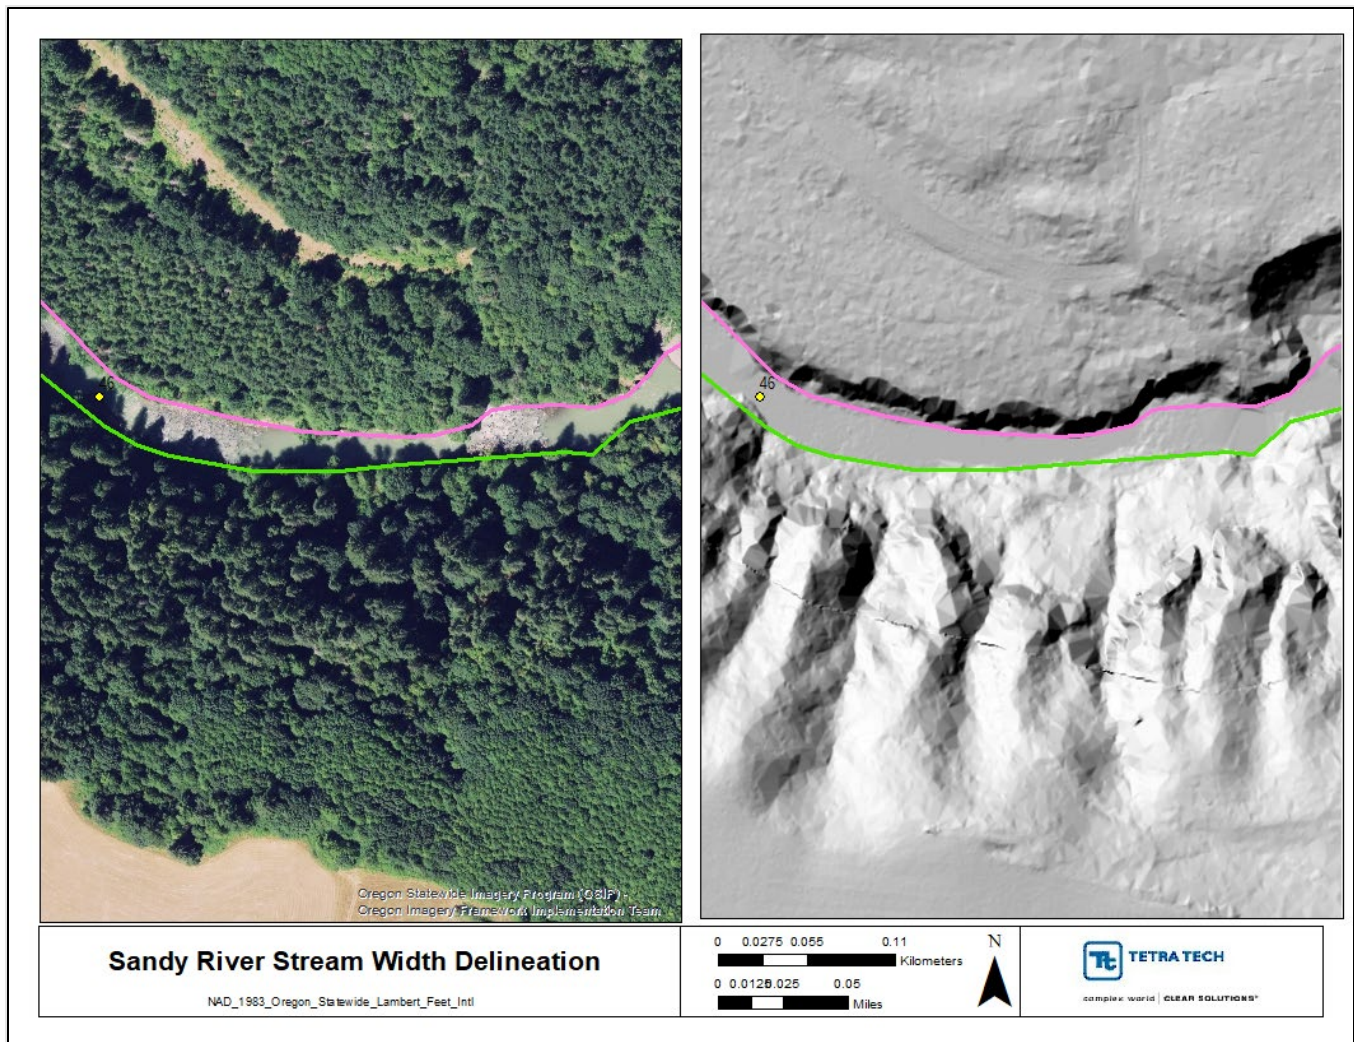 46
46
Oregon Statewide Imagery Program (OSIP) -
Oregon Imagery Framework Implementation Team
Sandy River Stream Width Delineation
NAD_1983_Oregon_Statewide_Lambert_Feet_Intl
0 0.0275 0.055 0.11
Kilometers
0 0.0125 0.025 0.05
Miles
N
Tt TETRA TECH
complex world | CLEAR SOLUTIONS™